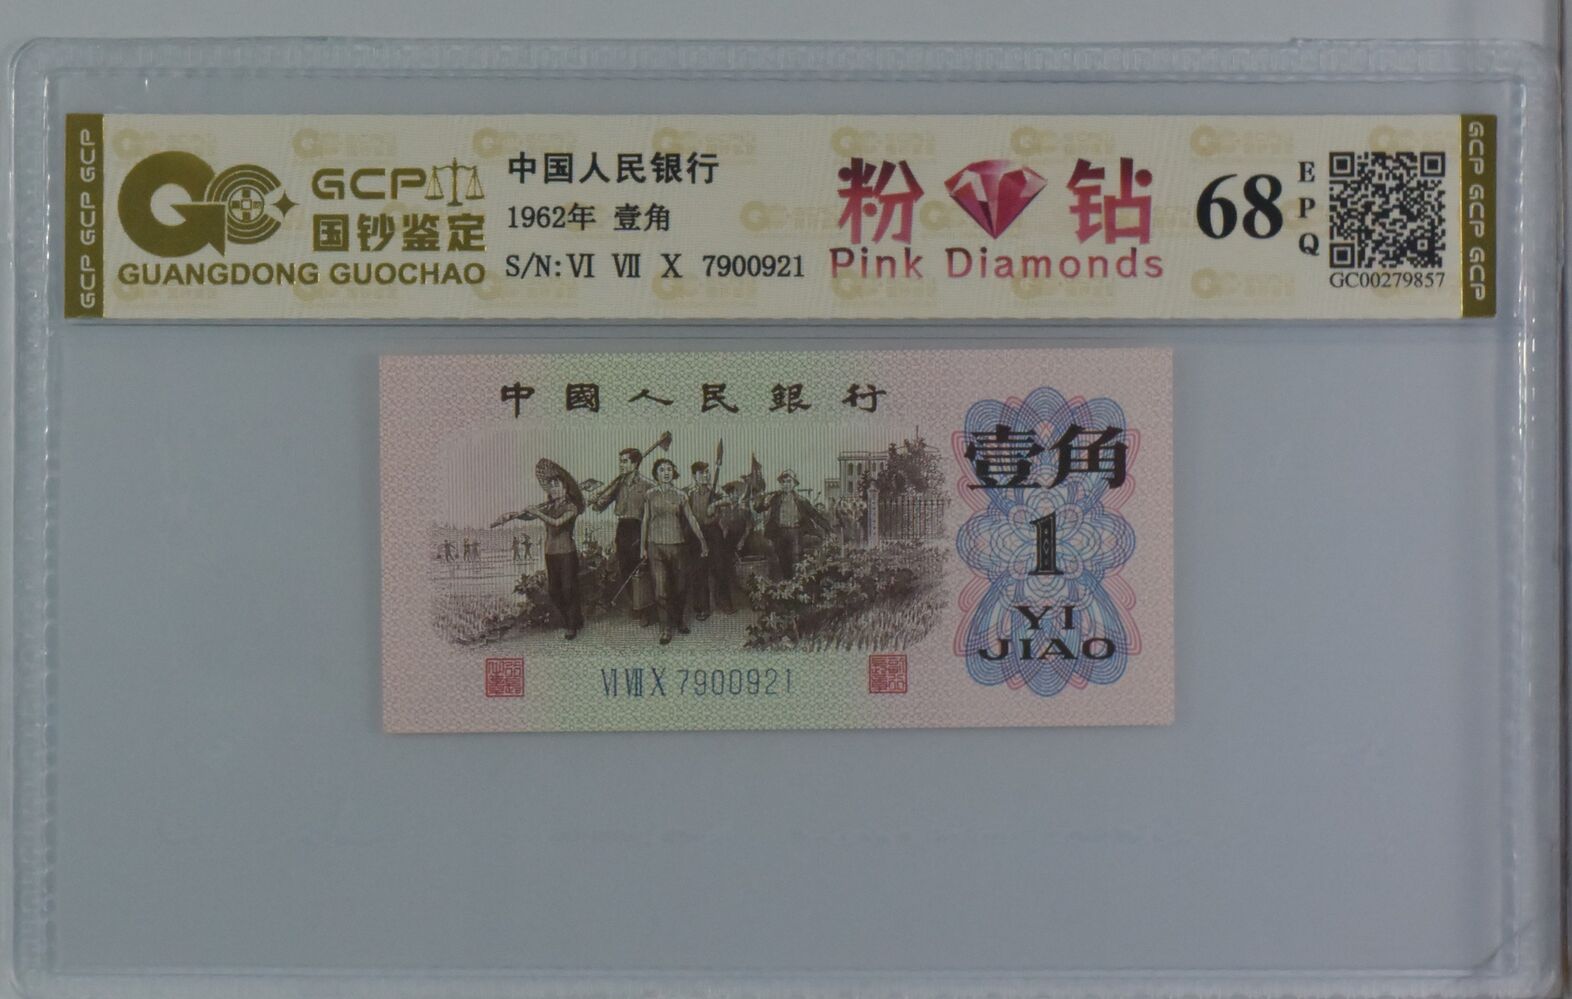 GCP
国钞鉴定
GUANGDONG GUOCHAO
中国人民银行
1962年 壹角
S/N: VI VII X 7900921
粉钻
Pink Diamonds
68
EPQ
GC00279857
GCP GCP GCP
GCP GCP GCP
中國人民銀行
壹角
1
YI
JIAO
VI VII X 7900921